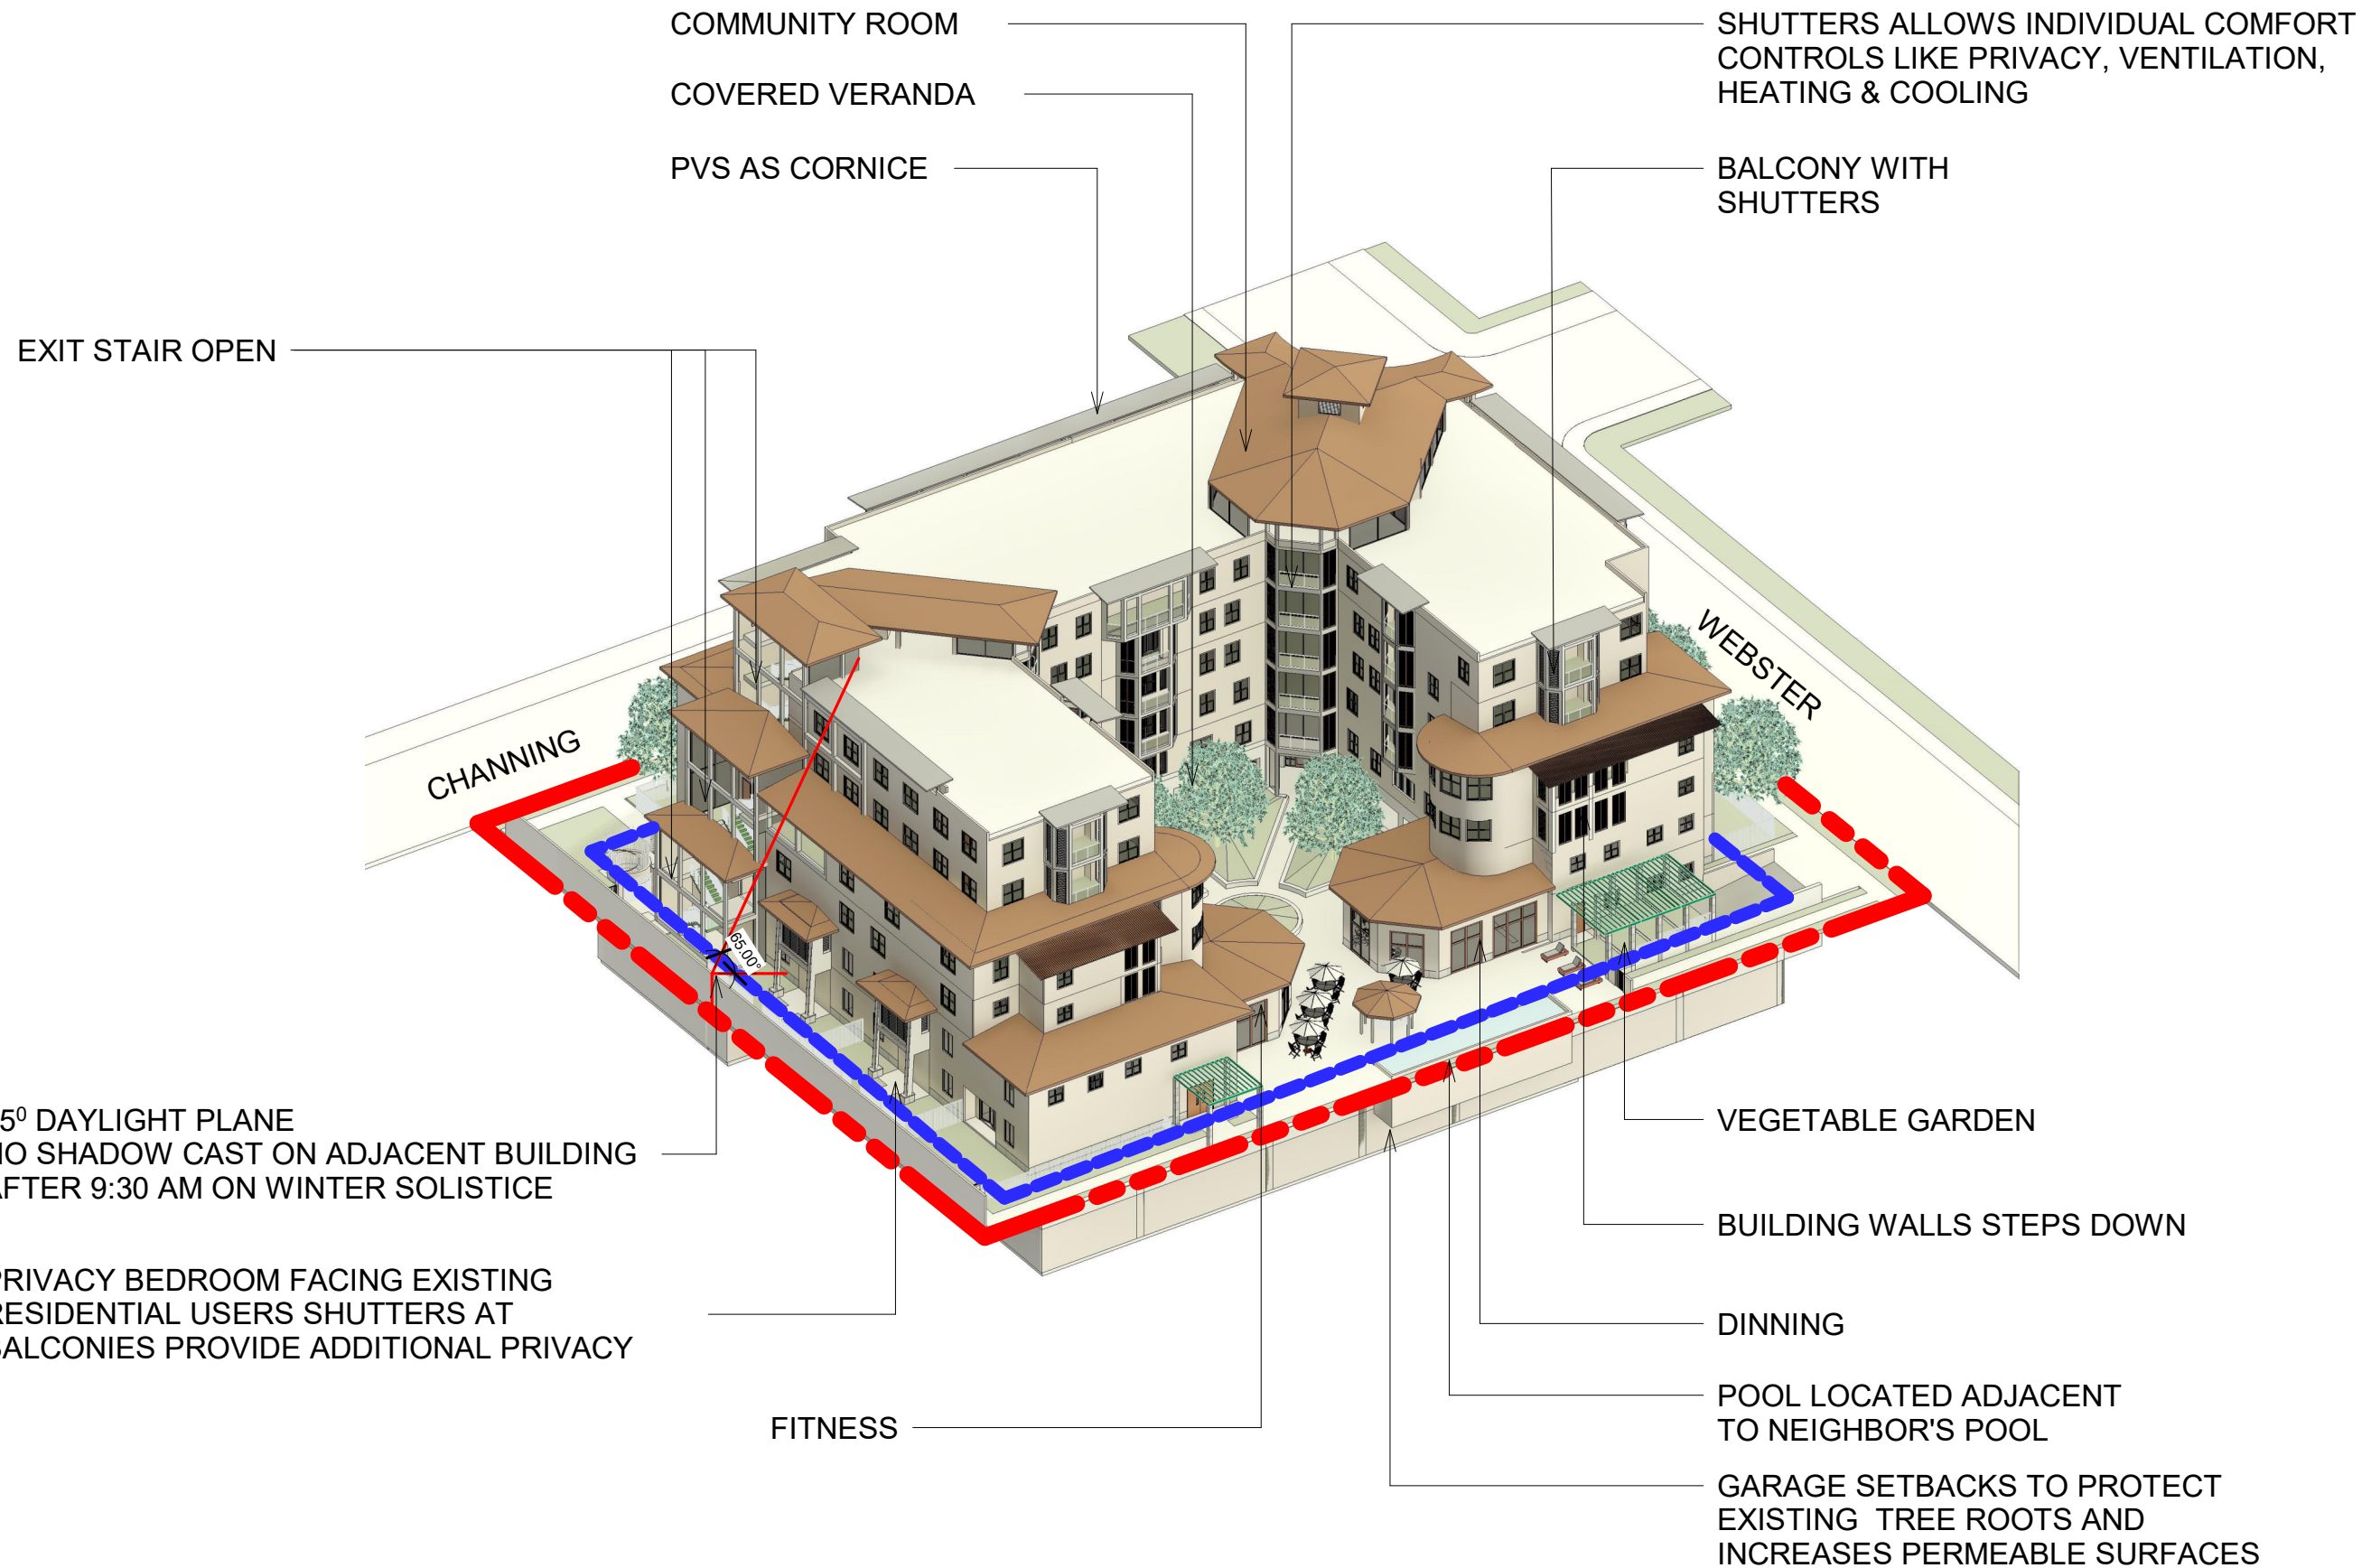 COMMUNITY ROOM
COVERED VERANDA
PVS AS CORNICE
SHUTTERS ALLOWS INDIVIDUAL COMFORT
CONTROLS LIKE PRIVACY, VENTILATION,
HEATING & COOLING
BALCONY WITH
SHUTTERS
EXIT STAIR OPEN
WEBSTER
CHANNING
65.00°
5⁰ DAYLIGHT PLANE
NO SHADOW CAST ON ADJACENT BUILDING
AFTER 9:30 AM ON WINTER SOLISTICE
PRIVACY BEDROOM FACING EXISTING
RESIDENTIAL USERS SHUTTERS AT
BALCONIES PROVIDE ADDITIONAL PRIVACY
FITNESS
VEGETABLE GARDEN
BUILDING WALLS STEPS DOWN
DINNING
POOL LOCATED ADJACENT
TO NEIGHBOR'S POOL
GARAGE SETBACKS TO PROTECT
EXISTING TREE ROOTS AND
INCREASES PERMEABLE SURFACES